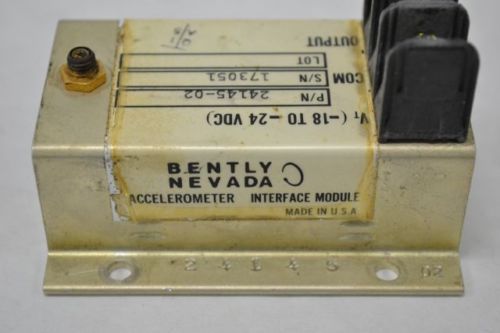 OUTPUT
LOT
COM S/N 173051
P/N 24145-02
VT (-18 TO -24 VDC)
BENTLY
NEVADA
ACCELEROMETER INTERFACE MODULE
MADE IN U.S.A
24145 02